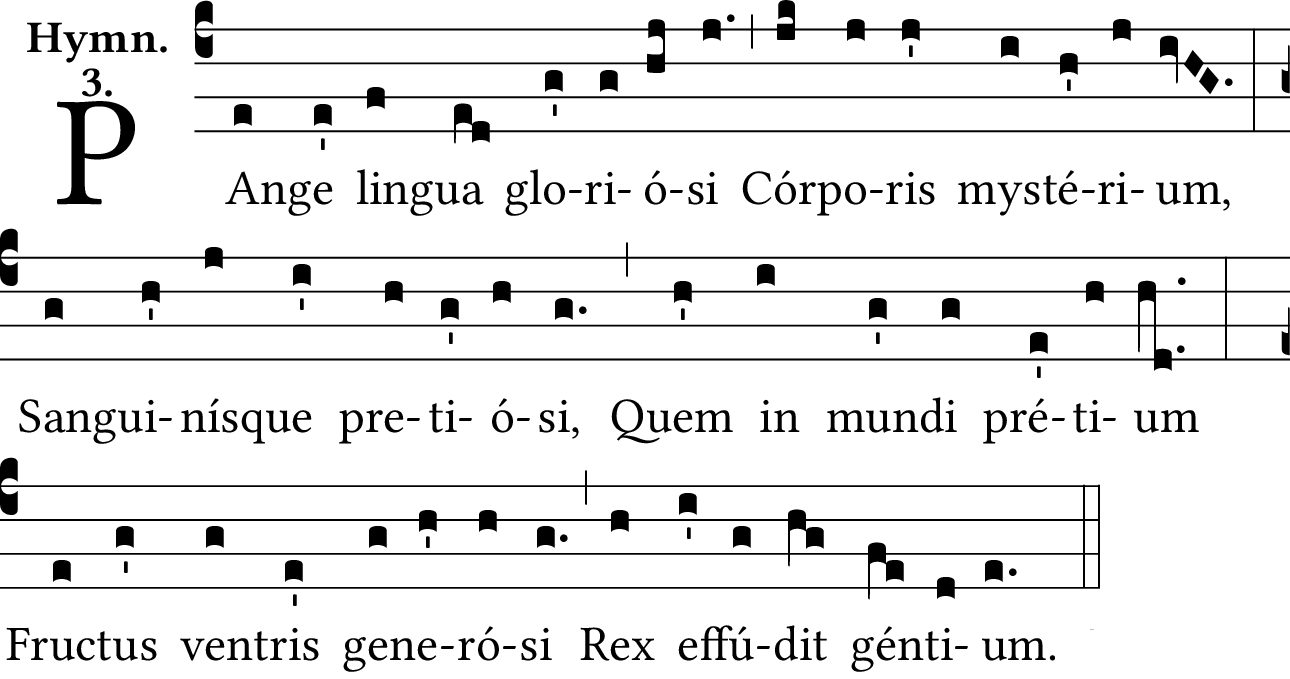 Hymn.
3.
PAnge lingua glo-ri- ó-si Córpo-ris mysté-ri- um,
Sangui-nísque pre-ti- ó-si, Quem in mundi pré-ti- um
Fructus ventris gene-ró-si Rex effú-dit génti- um.